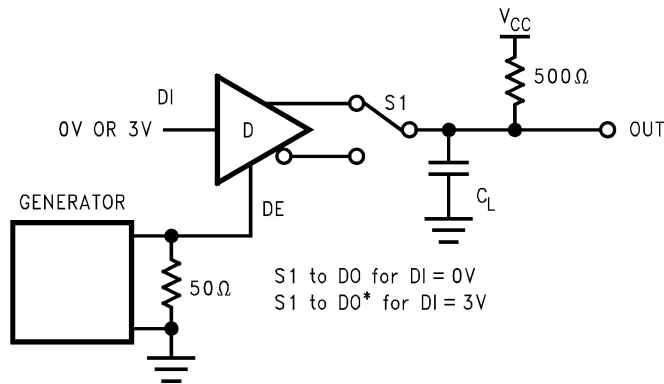 V_CC
500Ω
DI
S1
0V OR 3V
D
OUT
GENERATOR
DE
C_L
50Ω
S1 to DO for DI = 0V
S1 to DO* for DI = 3V